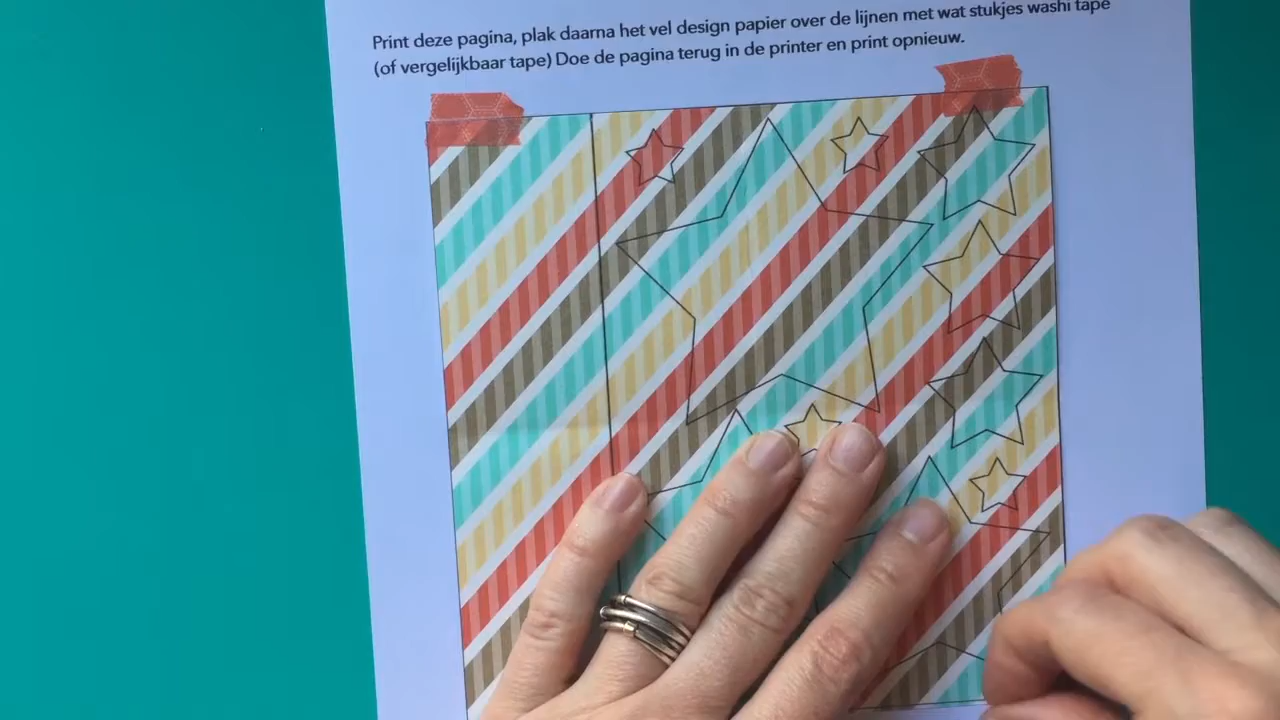 Print deze pagina, plak daarna het vel design papier over de lijnen met wat stukjes washi tape
(of vergelijkbaar tape) Doe de pagina terug in de printer en print opnieuw.